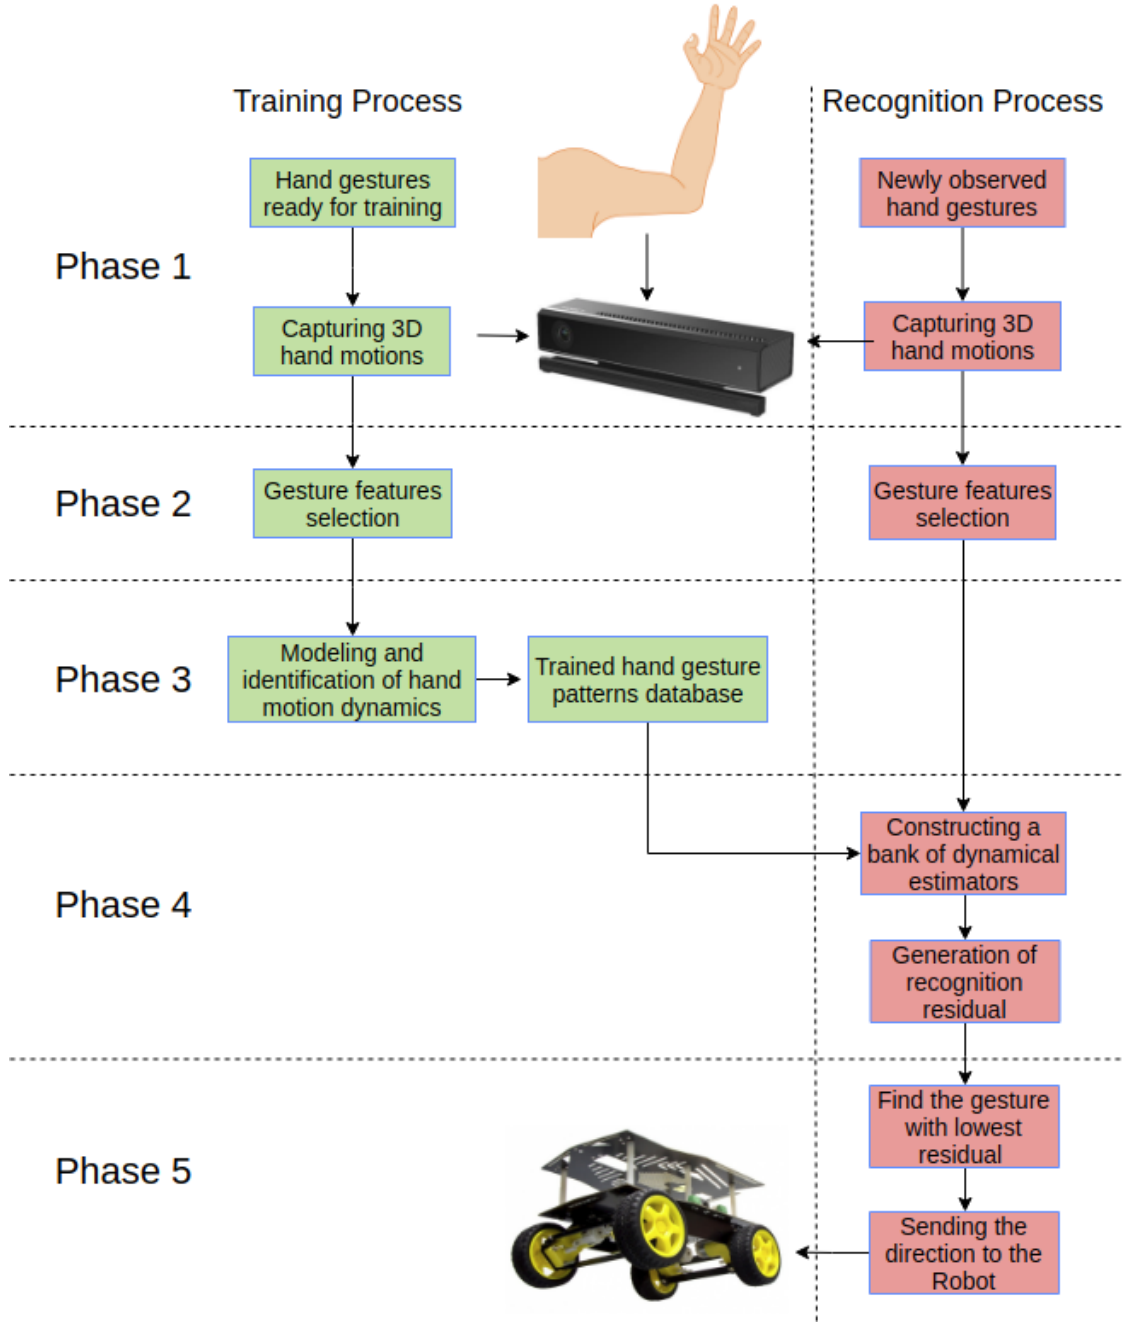 Training Process
Recognition Process
Phase 1
Hand gestures
ready for training
Newly observed
hand gestures
Capturing 3D
hand motions
Capturing 3D
hand motions
Phase 2
Gesture features
selection
Gesture features
selection
Phase 3
Modeling and
identification of hand
motion dynamics
Trained hand gesture
patterns database
Phase 4
Constructing a
bank of dynamical
estimators
Generation of
recognition
residual
Phase 5
Find the gesture
with lowest
residual
Sending the
direction to the
Robot